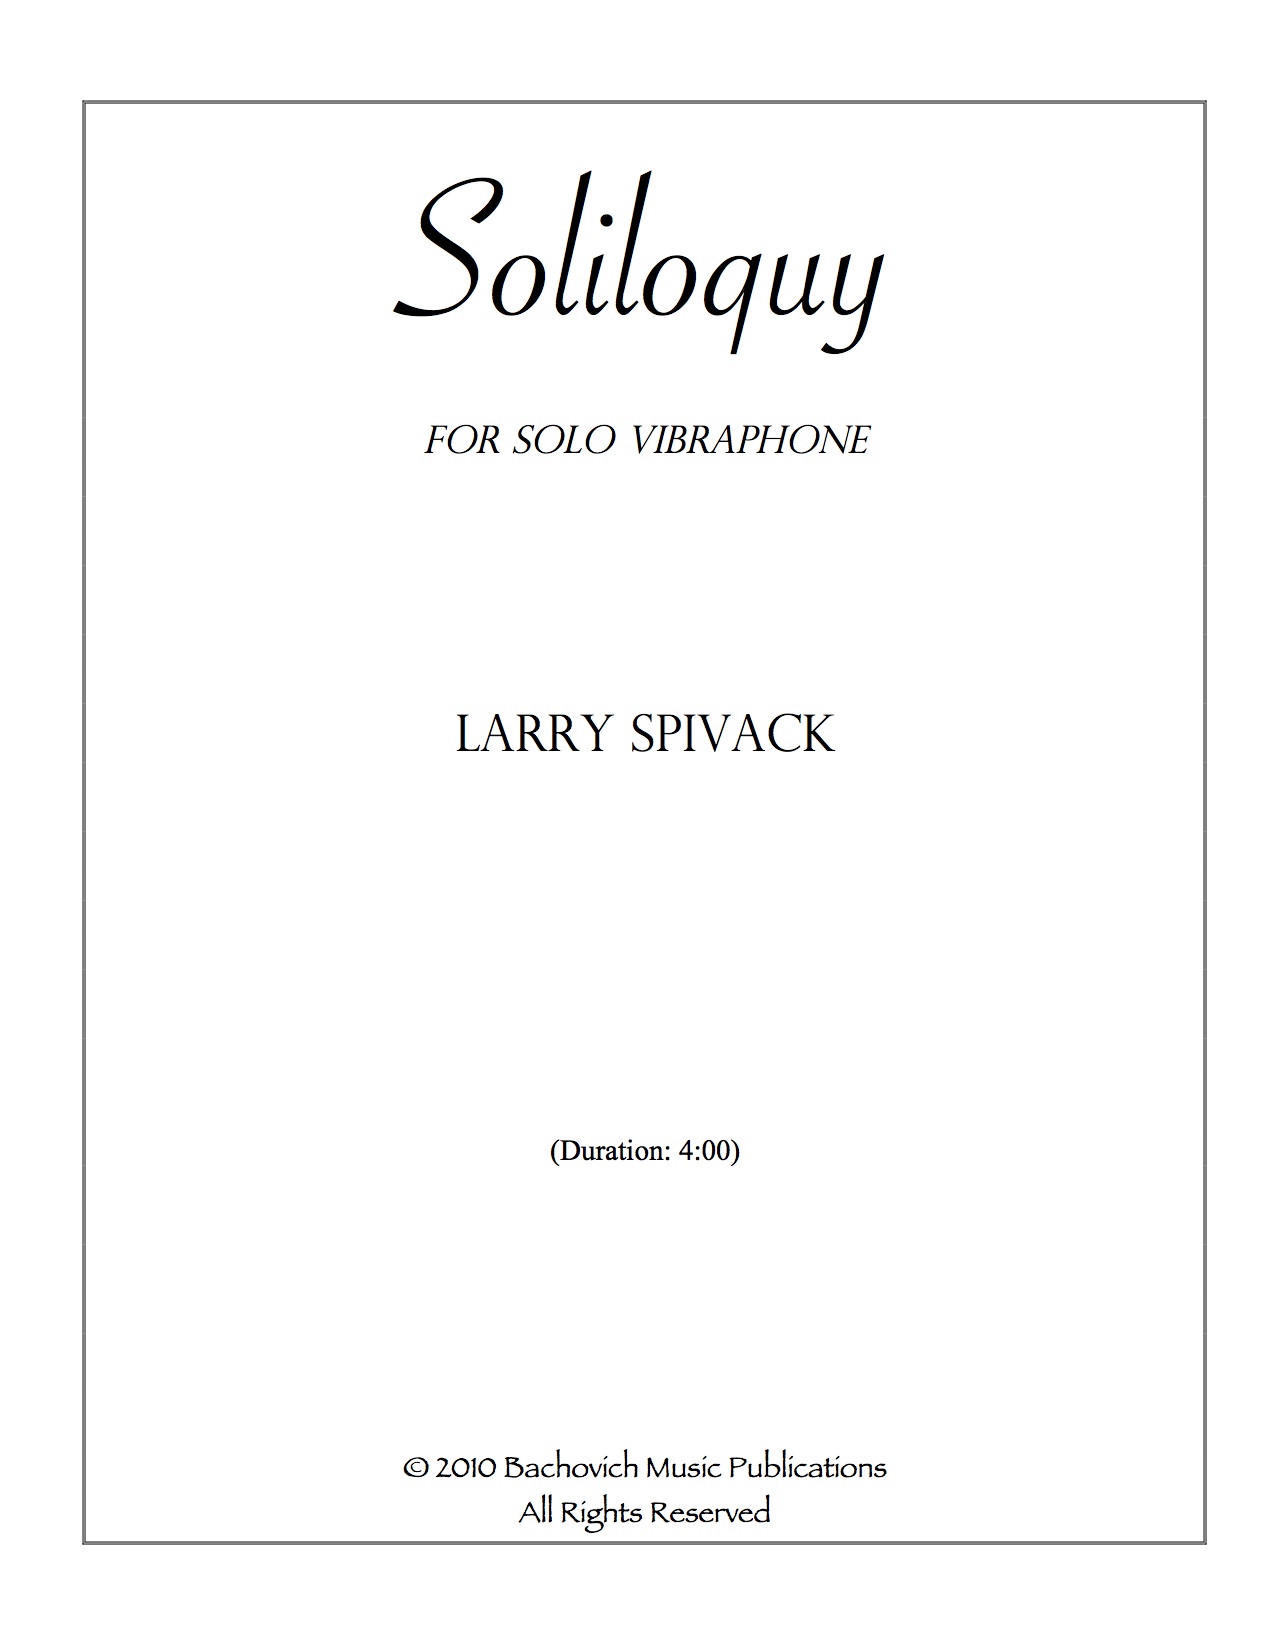 Soliloquy
FOR SOLO VIBRAPHONE
LARRY SPIVACK
(Duration: 4:00)
© 2010 Bachovich Music Publications
All Rights Reserved